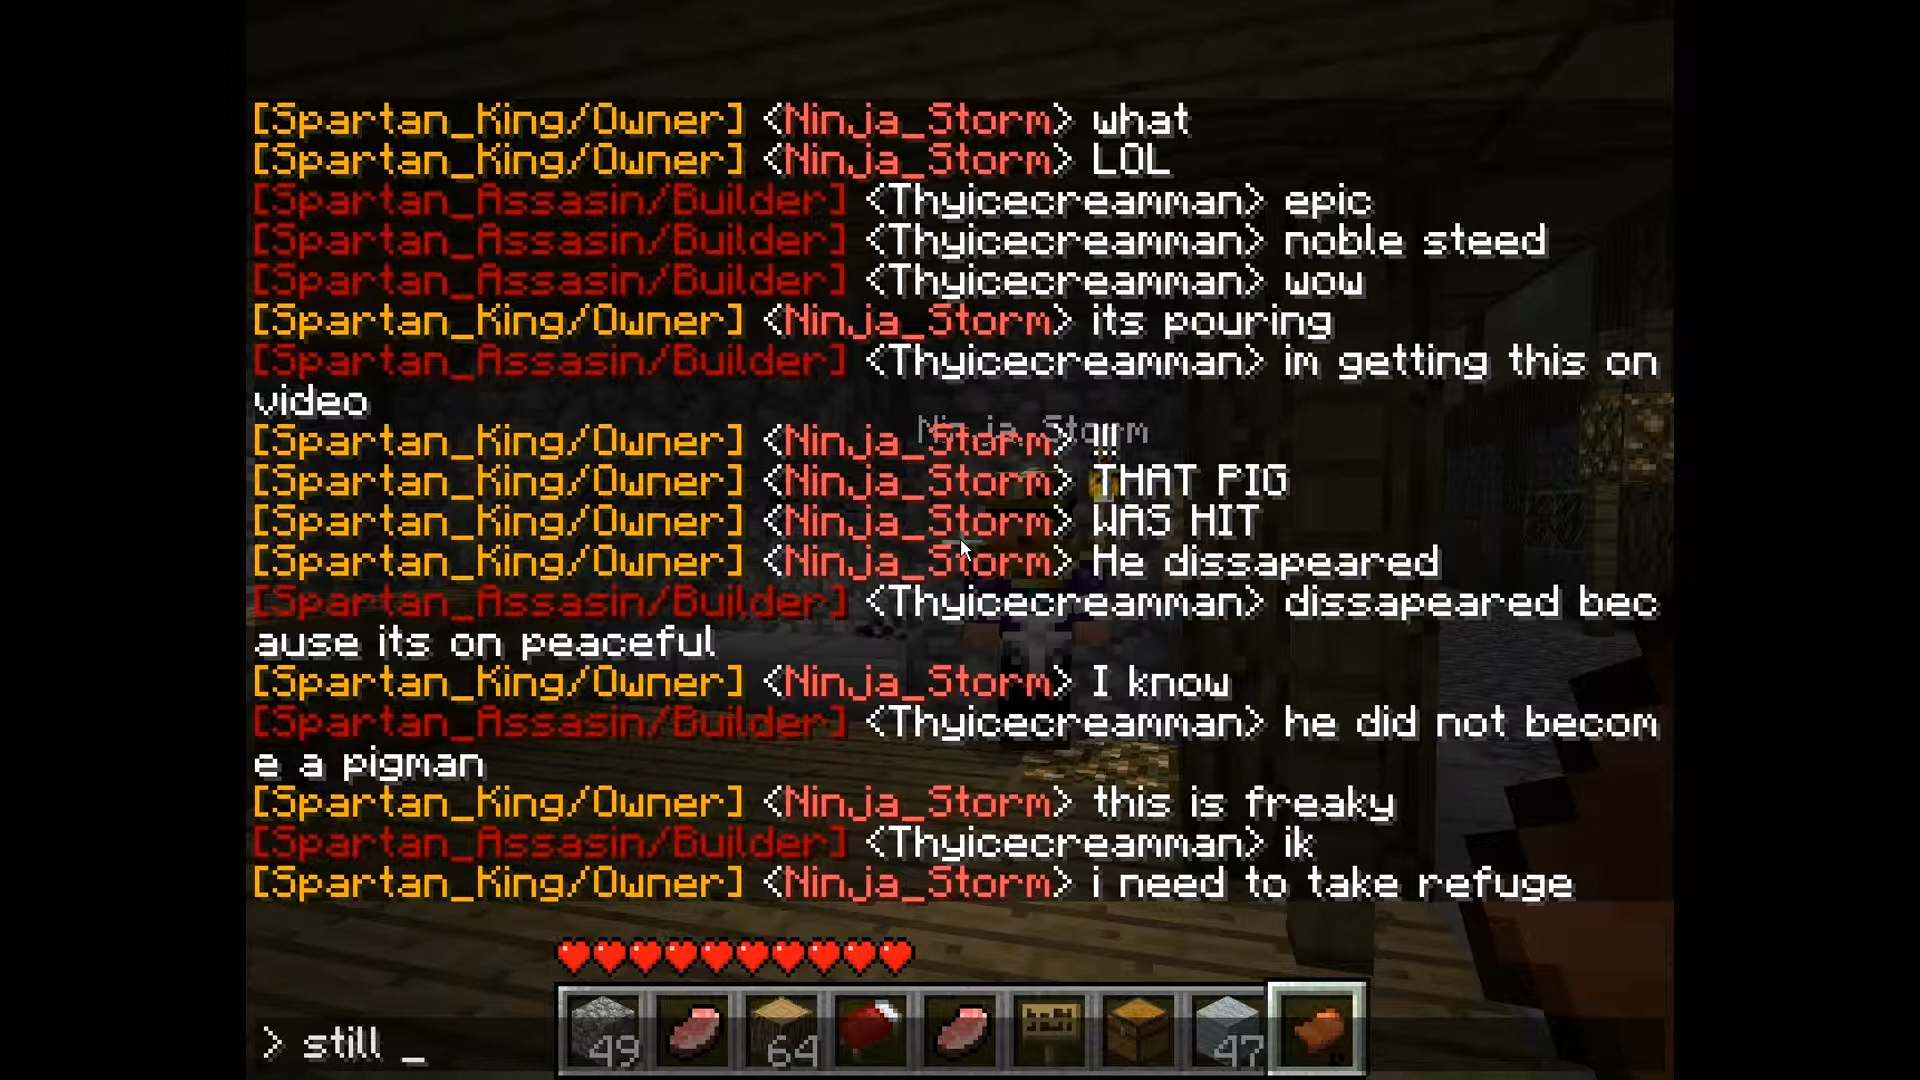 [Spartan_King/Owner] <Ninja_Storm> what
[Spartan_King/Owner] <Ninja_Storm> LOL
[Spartan_Assasin/Builder] <Thyicecreamman> epic
[Spartan_Assasin/Builder] <Thyicecreamman> noble steed
[Spartan_Assasin/Builder] <Thyicecreamman> wow
[Spartan_King/Owner] <Ninja_Storm> its pouring
[Spartan_Assasin/Builder] <Thyicecreamman> im getting this on
video
Ninja_Storm
[Spartan_King/Owner] <Ninja_Storm> !!!
[Spartan_King/Owner] <Ninja_Storm> THAT PIG
[Spartan_King/Owner] <Ninja_Storm> WAS HIT
[Spartan_King/Owner] <Ninja_Storm> He dissapeared
[Spartan_Assasin/Builder] <Thyicecreamman> dissapeared bec
ause its on peaceful
[Spartan_King/Owner] <Ninja_Storm> I know
[Spartan_Assasin/Builder] <Thyicecreamman> he did not becom
e a pigman
[Spartan_King/Owner] <Ninja_Storm> this is freaky
[Spartan_Assasin/Builder] <Thyicecreamman> ik
[Spartan_King/Owner] <Ninja_Storm> i need to take refuge
49 64 47
> still _